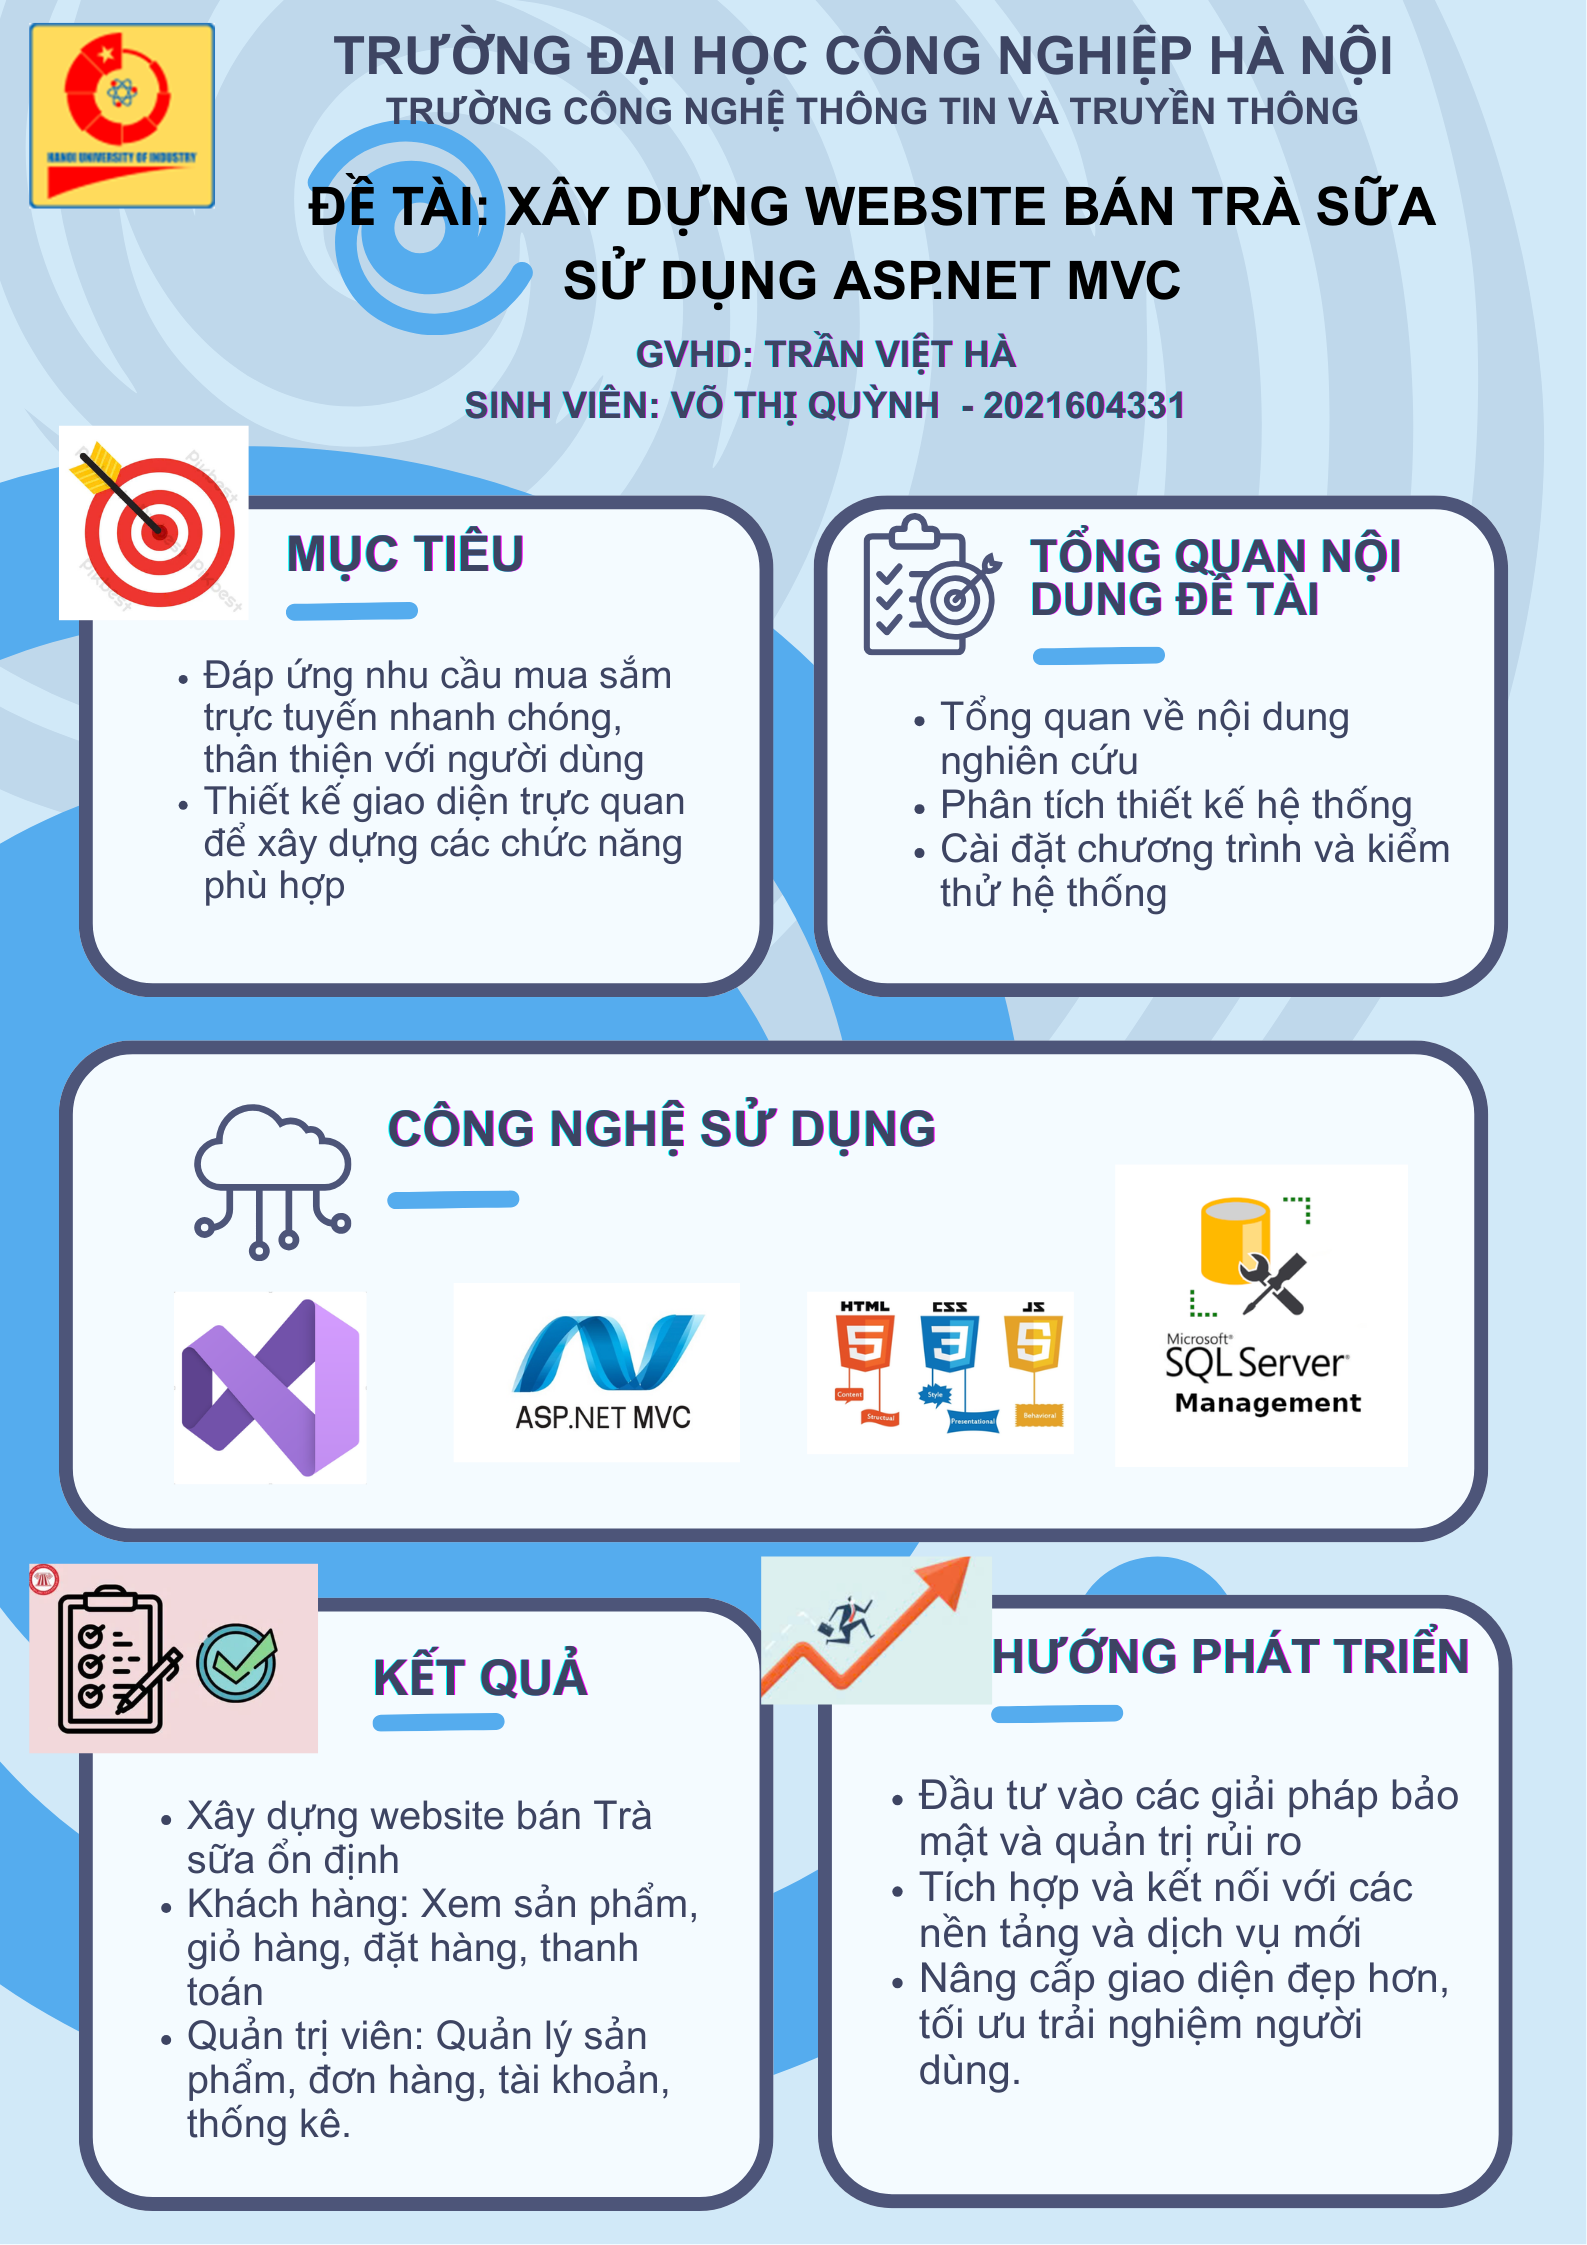 HANOI UNIVERSITY OF INDUSTRY
TRƯỜNG ĐẠI HỌC CÔNG NGHIỆP HÀ NỘI
TRƯỜNG CÔNG NGHỆ THÔNG TIN VÀ TRUYỀN THÔNG
ĐỀ TÀI: XÂY DỰNG WEBSITE BÁN TRÀ SỮA
SỬ DỤNG ASP.NET MVC
GVHD: TRẦN VIỆT HÀ
SINH VIÊN: VÕ THỊ QUỲNH - 2021604331
MỤC TIÊU
Đáp ứng nhu cầu mua sắm
trực tuyến nhanh chóng,
thân thiện với người dùng
Thiết kế giao diện trực quan
để xây dựng các chức năng
phù hợp
TỔNG QUAN NỘI
DUNG ĐỀ TÀI
Tổng quan về nội dung
nghiên cứu
Phân tích thiết kế hệ thống
Cài đặt chương trình và kiểm
thử hệ thống
CÔNG NGHỆ SỬ DỤNG
ASP.NET MVC
HTML CSS JS
5 3 5
Content
Structual
Style
Presentational
Behavioral
Microsoft®
SQL Server
Management
KẾT QUẢ
Xây dựng website bán Trà
sữa ổn định
Khách hàng: Xem sản phẩm,
giỏ hàng, đặt hàng, thanh
toán
Quản trị viên: Quản lý sản
phẩm, đơn hàng, tài khoản,
thống kê.
HƯỚNG PHÁT TRIỂN
Đầu tư vào các giải pháp bảo
mật và quản trị rủi ro
Tích hợp và kết nối với các
nền tảng và dịch vụ mới
Nâng cấp giao diện đẹp hơn,
tối ưu trải nghiệm người
dùng.